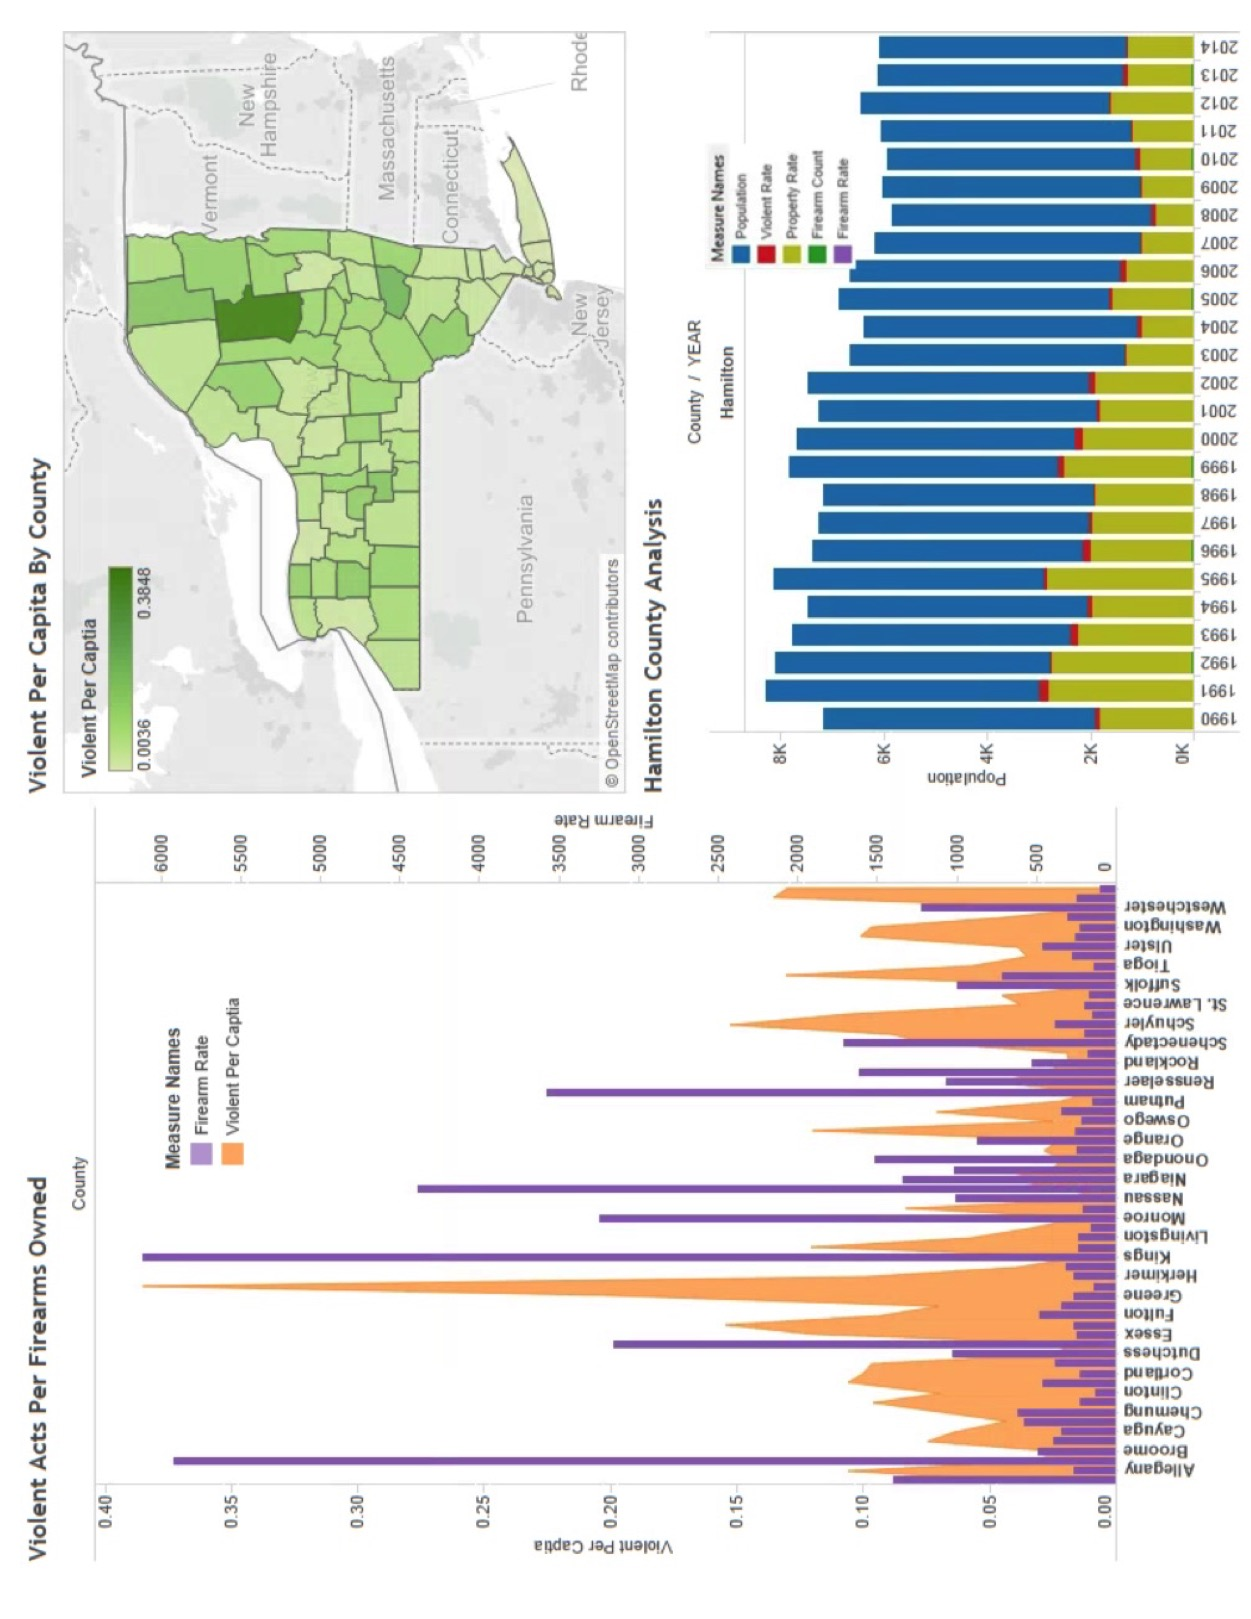 Violent Acts Per Firearms Owned
County
Measure Names
Firearm Rate
Violent Per Captia
Violent Per Captia
0.40
0.35
0.30
0.25
0.20
0.15
0.10
0.05
0.00
Firearm Rate
6000
5500
5000
4500
4000
3500
3000
2500
2000
1500
1000
500
0
Allegany
Broome
Cayuga
Chemung
Clinton
Cortland
Dutchess
Essex
Fulton
Greene
Herkimer
Kings
Livingston
Monroe
Nassau
Niagara
Onondaga
Orange
Oswego
Putnam
Rensselaer
Rockland
Schenectady
Schuyler
St. Lawrence
Suffolk
Tioga
Ulster
Washington
Westchester
Violent Per Capita By County
Violent Per Captia
0.0036 0.3848
Vermont
New
Hampshire
Massachusetts
Connecticut
Rhode
New
Jersey
Pennsylvania
© OpenStreetMap contributors
Hamilton County Analysis
County / YEAR
Hamilton
Measure Names
Population
Violent Rate
Property Rate
Firearm Count
Firearm Rate
Population
8K
6K
4K
2K
0K
1990
1991
1992
1993
1994
1995
1996
1997
1998
1999
2000
2001
2002
2003
2004
2005
2006
2007
2008
2009
2010
2011
2012
2013
2014